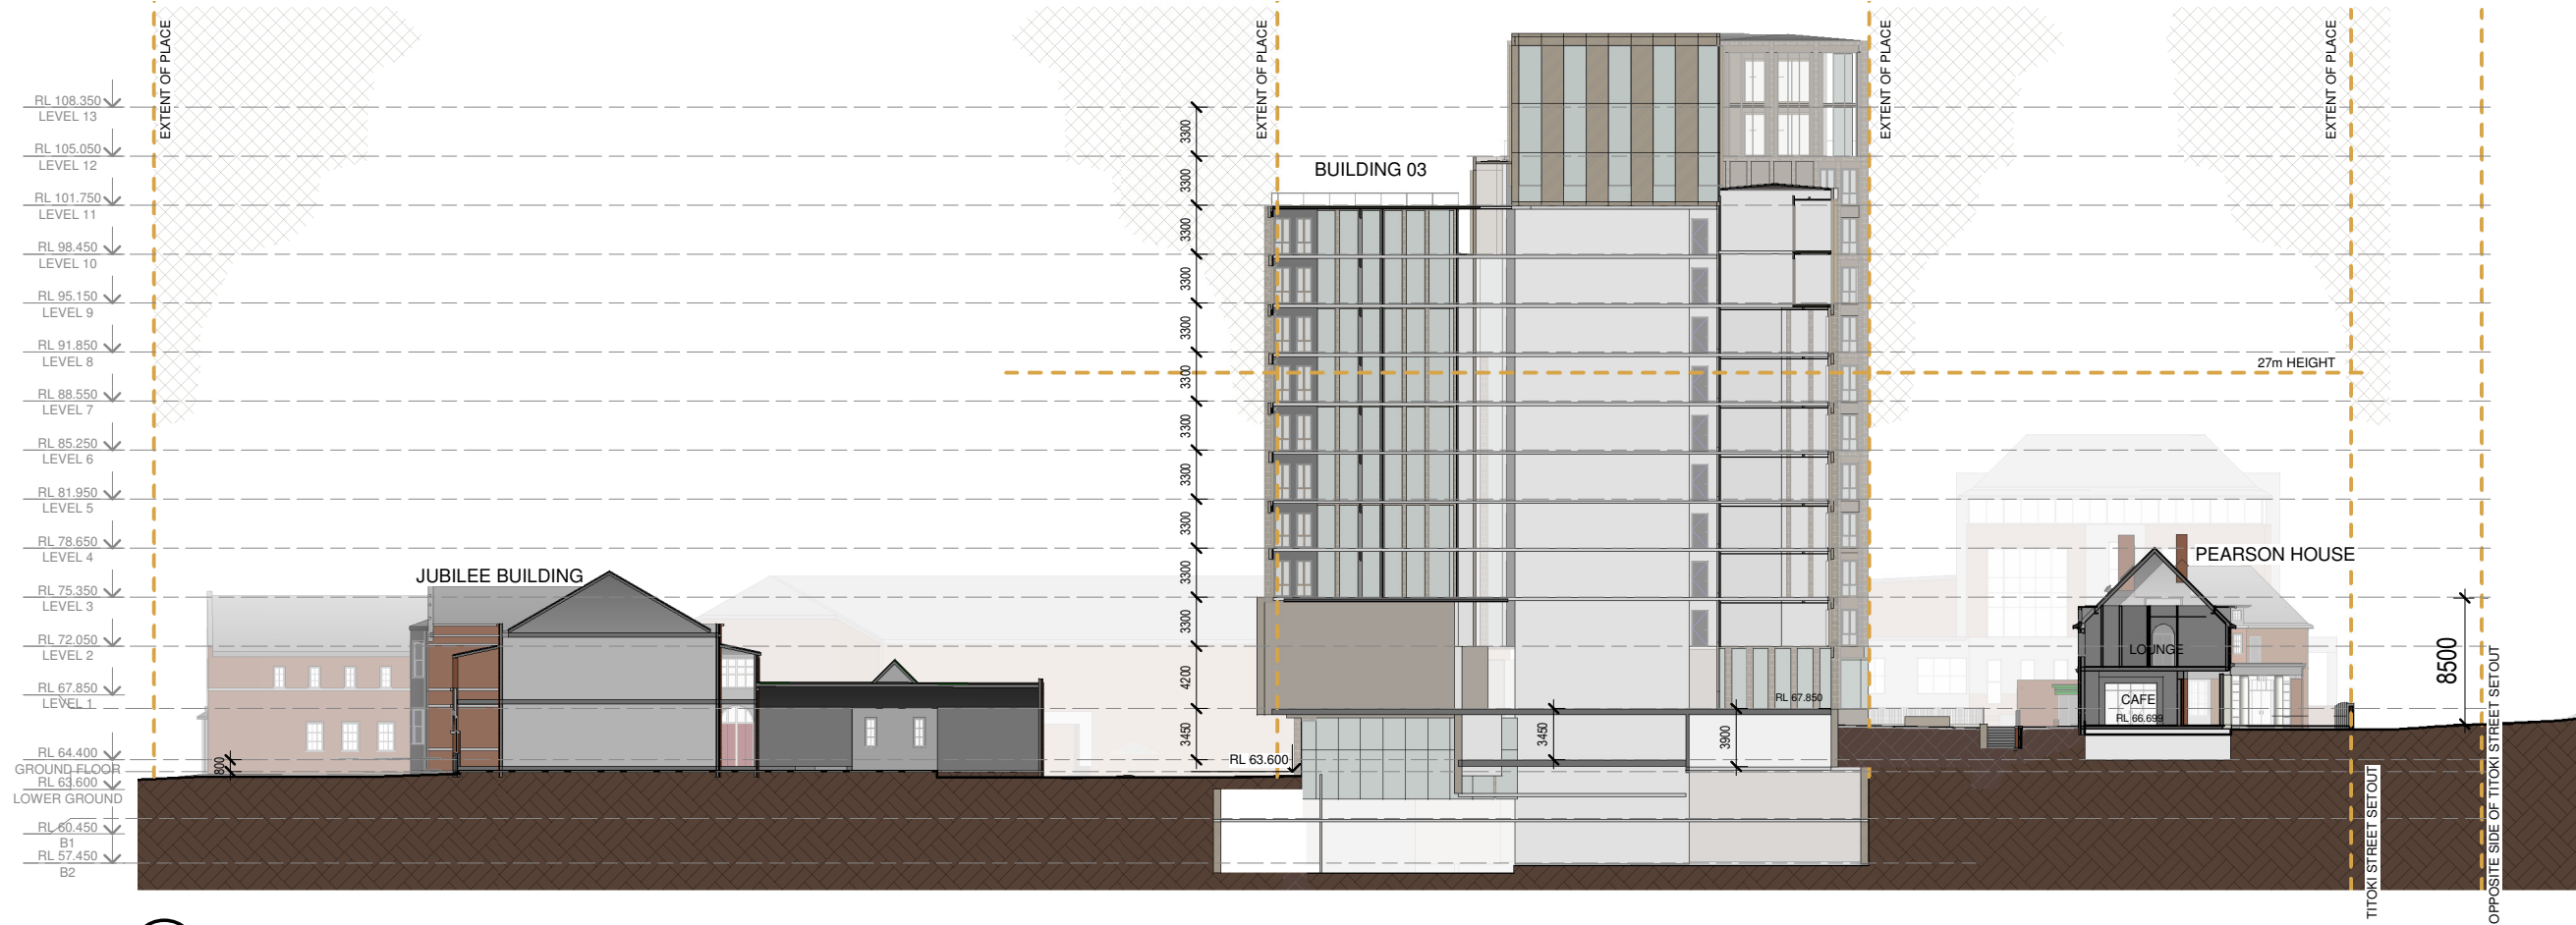 EXTENT OF PLACE
EXTENT OF PLACE
EXTENT OF PLACE
EXTENT OF PLACE
RL 108.350
LEVEL 13
RL 105.050
LEVEL 12
RL 101.750
LEVEL 11
RL 98.450
LEVEL 10
RL 95.150
LEVEL 9
RL 91.850
LEVEL 8
RL 88.550
LEVEL 7
RL 85.250
LEVEL 6
RL 81.950
LEVEL 5
RL 78.650
LEVEL 4
RL 75.350
LEVEL 3
RL 72.050
LEVEL 2
RL 67.850
LEVEL 1
RL 64.400
GROUND FLOOR
RL 63.600
LOWER GROUND
RL 60.450
B1
RL 57.450
B2
800
JUBILEE BUILDING
3300
3300
3300
3300
3300
3300
3300
3300
3300
3300
3300
4200
3450
RL 63.600
BUILDING 03
3450
3900
RL 67.850
27m HEIGHT
PEARSON HOUSE
LOUNGE
CAFE
RL 66.699
8500
TITOKI STREET SETOUT
OPPOSITE SIDE OF TITOKI STREET SETOUT